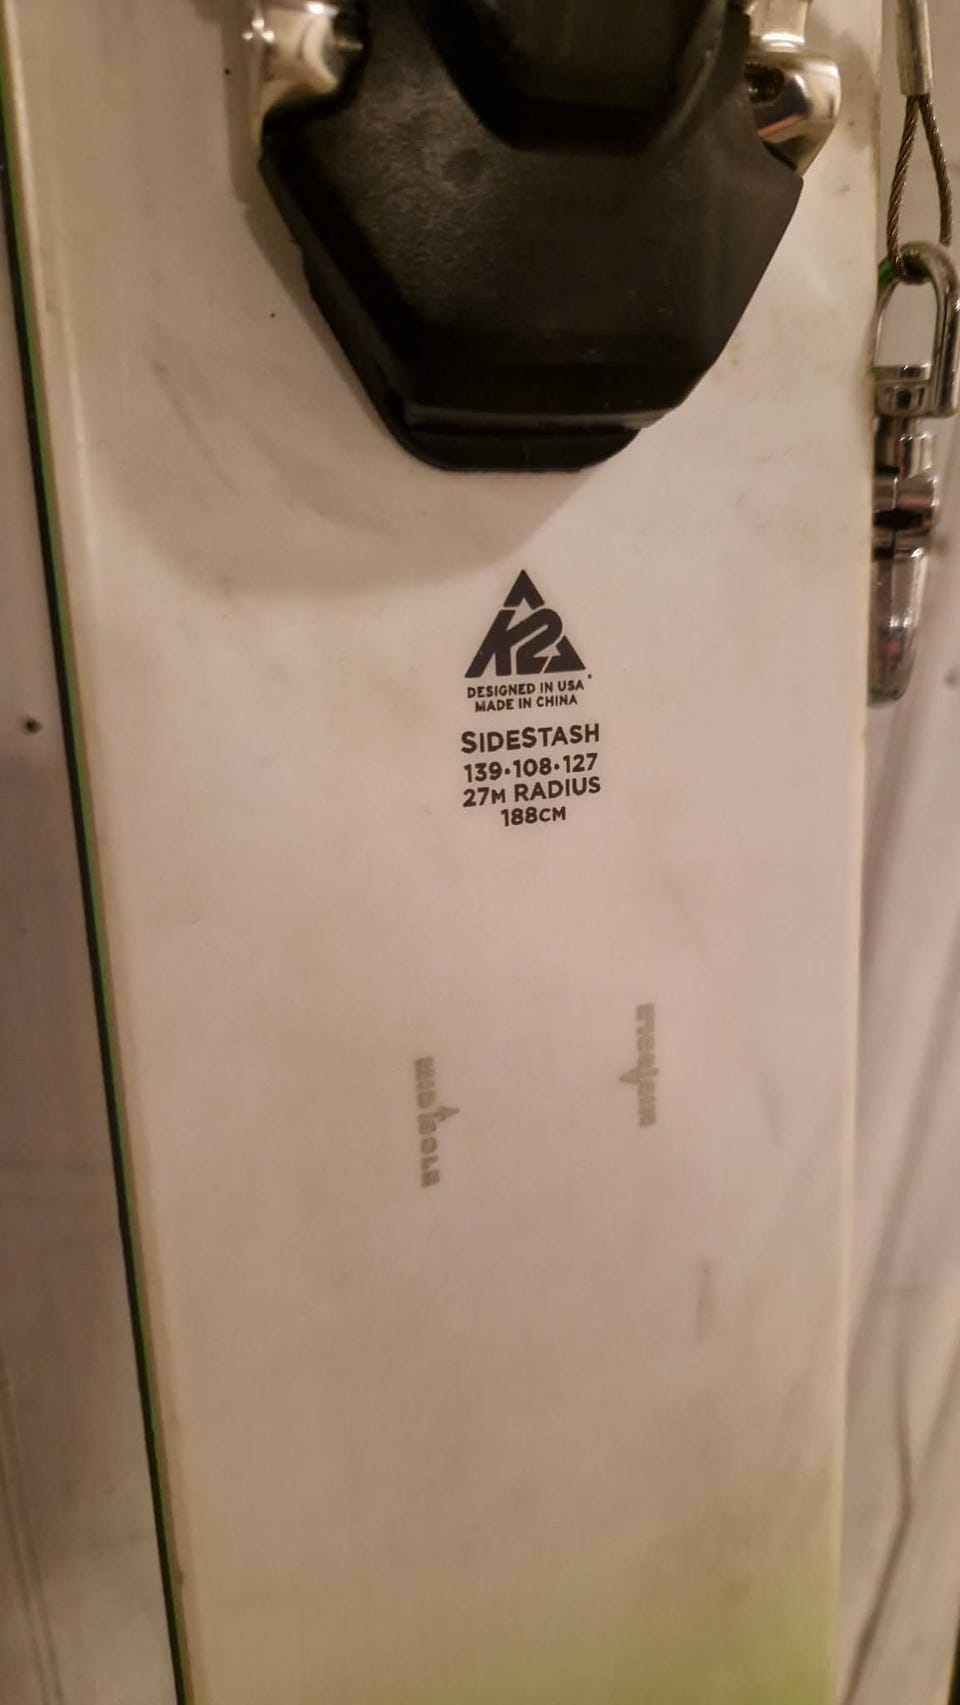 K2
DESIGNED IN USA
MADE IN CHINA
SIDESTASH
139•108•127
27M RADIUS
188CM